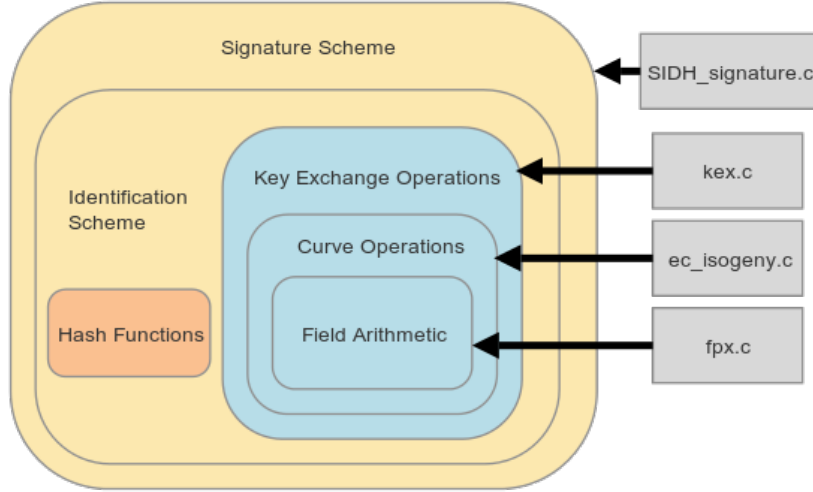 Signature Scheme
SIDH_signature.c
Key Exchange Operations
kex.c
Identification
Scheme
Curve Operations
ec_isogeny.c
Hash Functions
Field Arithmetic
fpx.c